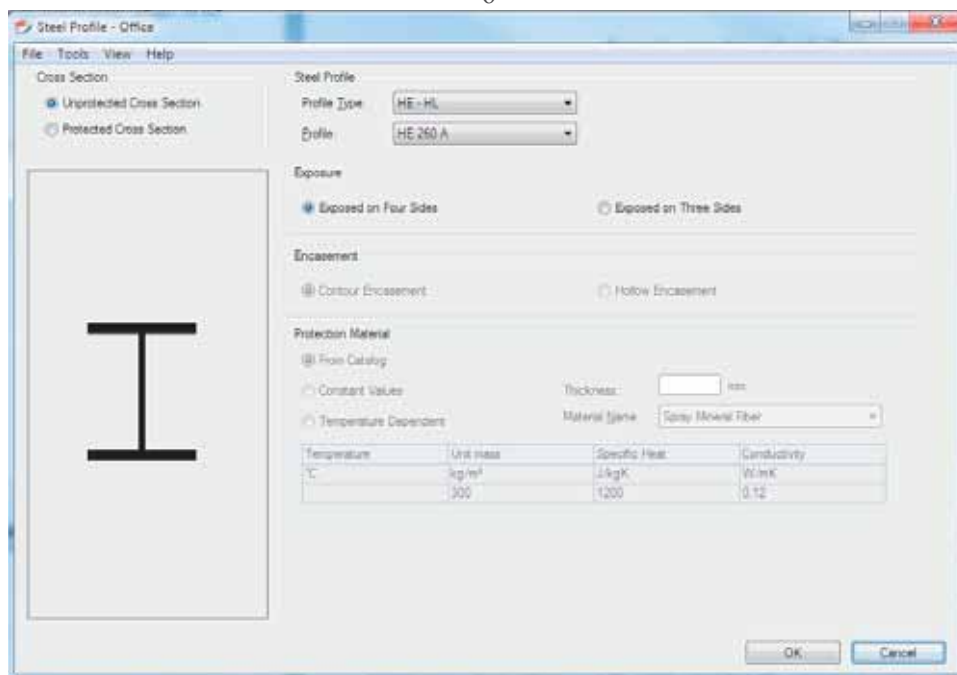 Steel Profile - Office
File Tools View Help
Cross Section
Unprotected Cross Section
Protected Cross Section
Steel Profile
Profile Type: HE - HL
Profile: HE 260 A
Exposure
Exposed on Four Sides
Exposed on Three Sides
Encasement
Contour Encasement
Hollow Encasement
Protection Material
From Catalog
Constant Values
Temperature Dependent
Thickness: mm
Material Name Spray Mineral Fiber
Temperature Unit mass Specific Heat Conductivity
°C kg/m³ J/kgK W/mK
300 1200 0.12
OK Cancel